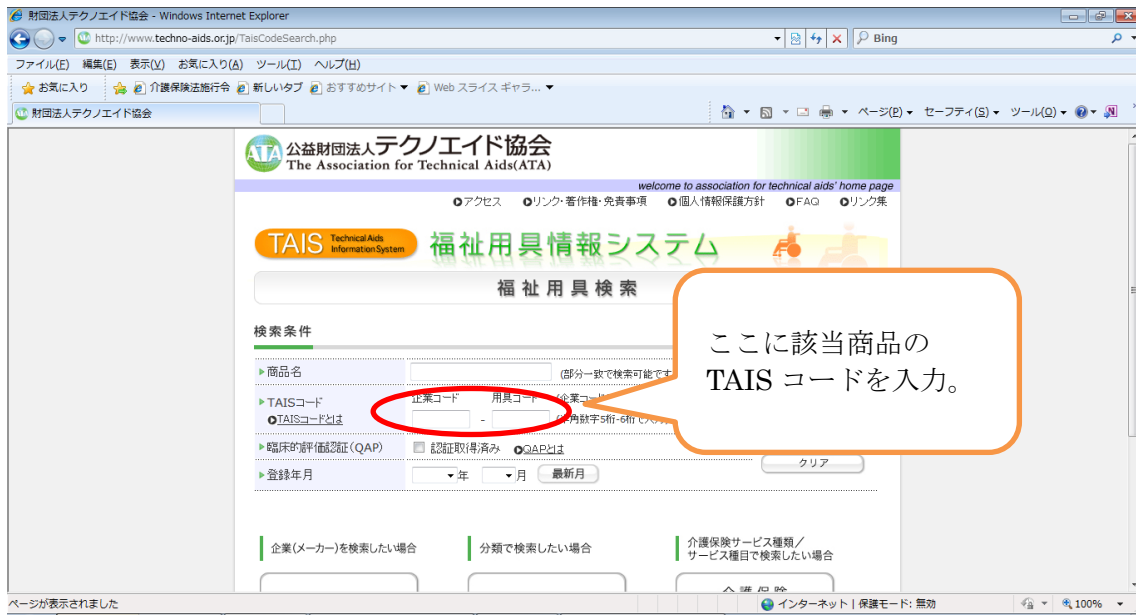 財団法人テクノエイド協会 - Windows Internet Explorer
http://www.techno-aids.or.jp/TaisCodeSearch.php
Bing
ファイル(F) 編集(E) 表示(V) お気に入り(A) ツール(T) ヘルプ(H)
お気に入り 介護保険法施行令 新しいタブ おすすめサイト ▼ Web スライス ギャラ... ▼
財団法人テクノエイド協会
ページ(P) ▼ セーフティ(S) ▼ ツール(O) ▼
ATA 公益財団法人テクノエイド協会
The Association for Technical Aids(ATA)
welcome to association for technical aids' home page
アクセス リンク・著作権・免責事項 個人情報保護方針 FAQ リンク集
TAIS Technical Aids Information System 福祉用具情報システム
福祉用具検索
検索条件
商品名 (部分一致で検索可能です
企業コード 用具コード
TAISコード
TAISコードとは -
臨床的評価認証(QAP) 認証取得済み QAPとは
クリア
登録年月 年 月 最新月
ここに該当商品の
TAIS コードを入力。
企業(メーカー)を検索したい場合 分類で検索したい場合
介護保険サービス種類／
サービス種目で検索したい場合
ページが表示されました
インターネット | 保護モード: 無効
100%